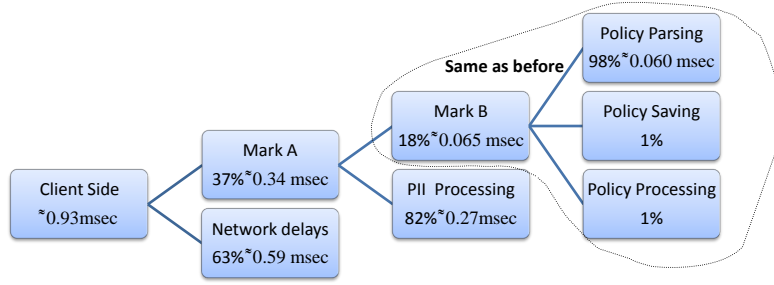 Policy Parsing
98%≈0.060 msec
Same as before
Mark B
18%≈0.065 msec
Policy Saving
1%
Mark A
37%≈0.34 msec
Client Side
≈0.93msec
PII Processing
82%≈0.27msec
Policy Processing
1%
Network delays
63%≈0.59 msec